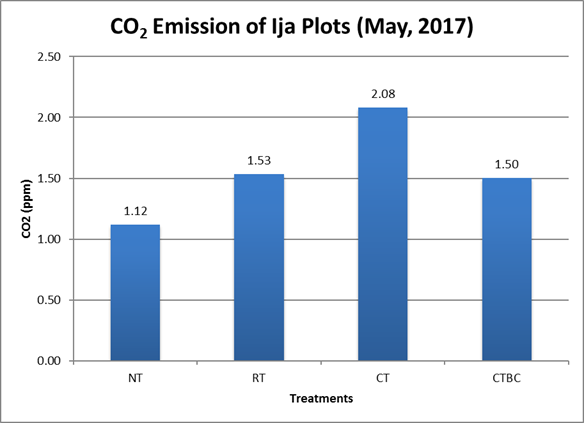 CO₂ Emission of Ija Plots (May, 2017)
2.50
2.00
1.50
1.00
0.50
0.00
CO2 (ppm)
1.12
1.53
2.08
1.50
NT RT CT CTBC
Treatments